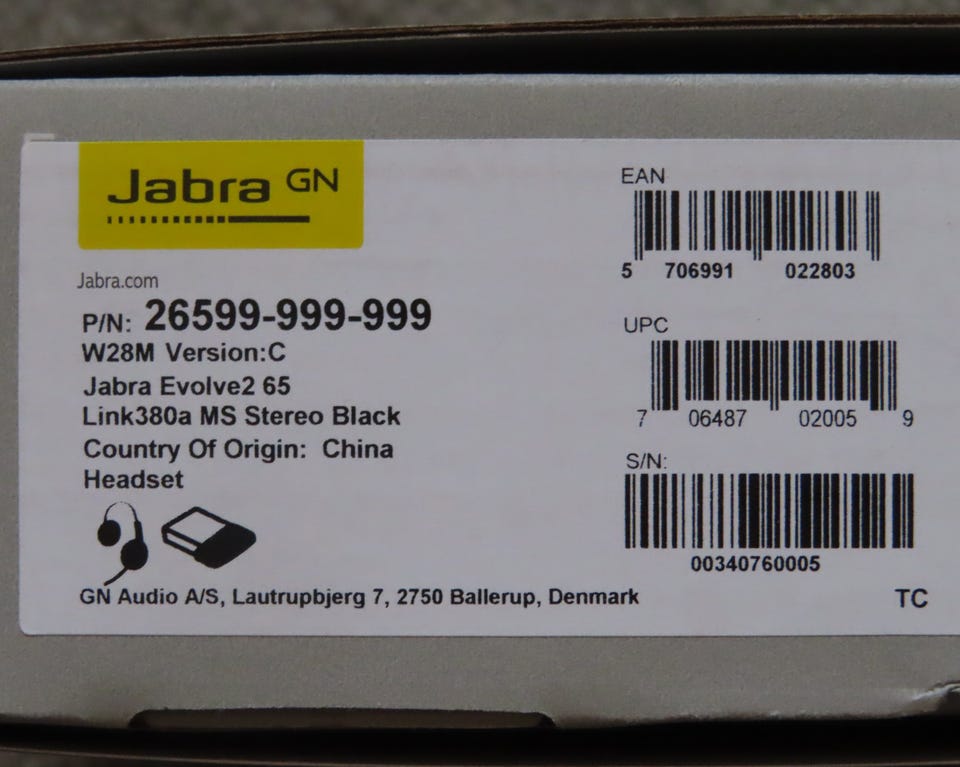 Jabra GN
Jabra.com
P/N: 26599-999-999
W28M Version:C
Jabra Evolve2 65
Link380a MS Stereo Black
Country Of Origin: China
Headset
GN Audio A/S, Lautrupbjerg 7, 2750 Ballerup, Denmark
EAN
5 706991 022803
UPC
7 06487 02005 9
S/N:
00340760005
TC